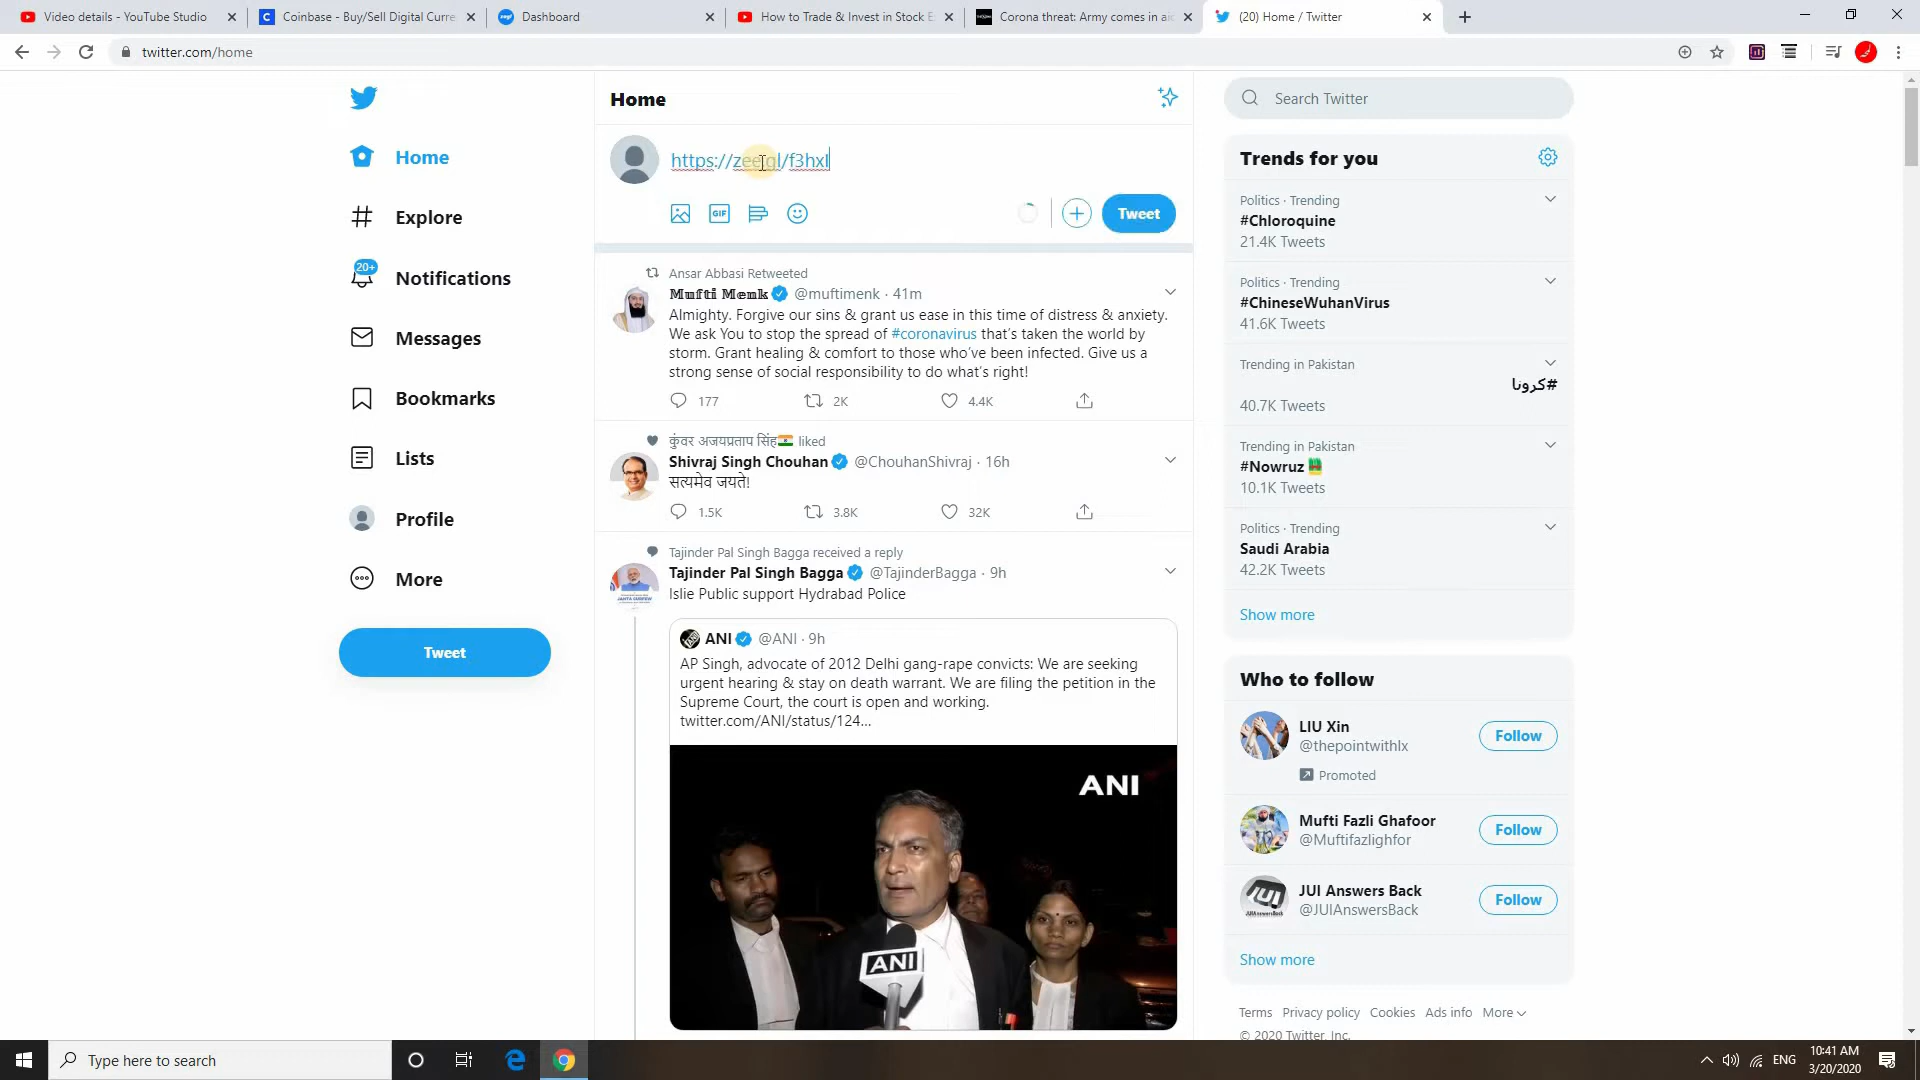 Video details - YouTube Studio
Coinbase - Buy/Sell Digital Curre
Dashboard
How to Trade & Invest in Stock E
Corona threat: Army comes in aid
(20) Home / Twitter
twitter.com/home
Home
Explore
20+
Notifications
Messages
Bookmarks
Lists
Profile
More
Tweet
Home
https://zee.gl/f3hxI
GIF
Tweet
Ansar Abbasi Retweeted
𝕸𝖚𝖋𝖙𝖎 𝕸𝖊𝖓𝖐 @muftimenk · 41m
Almighty. Forgive our sins & grant us ease in this time of distress & anxiety.
We ask You to stop the spread of #coronavirus that's taken the world by
storm. Grant healing & comfort to those who've been infected. Give us a
strong sense of social responsibility to do what's right!
177 2K 4.4K
कुंवर अजयप्रताप सिंह🇮🇳 liked
Shivraj Singh Chouhan @ChouhanShivraj · 16h
सत्यमेव जयते!
1.5K 3.8K 32K
Tajinder Pal Singh Bagga received a reply
Tajinder Pal Singh Bagga @TajinderBagga · 9h
Islie Public support Hydrabad Police
ANI @ANI · 9h
AP Singh, advocate of 2012 Delhi gang-rape convicts: We are seeking
urgent hearing & stay on death warrant. We are filing the petition in the
Supreme Court, the court is open and working.
twitter.com/ANI/status/124...
ANI
ANI
Search Twitter
Trends for you
Politics · Trending
#Chloroquine
21.4K Tweets
Politics · Trending
#ChineseWuhanVirus
41.6K Tweets
Trending in Pakistan
#کرونا
40.7K Tweets
Trending in Pakistan
#Nowruz
10.1K Tweets
Politics · Trending
Saudi Arabia
42.2K Tweets
Show more
Who to follow
LIU Xin
@thepointwithlx
Follow
Promoted
Mufti Fazli Ghafoor
@Muftifazlighfor
Follow
JUI Answers Back
@JUIAnswersBack
Follow
Show more
Terms Privacy policy Cookies Ads info More
© 2020 Twitter, Inc.
Type here to search
ENG
10:41 AM
3/20/2020